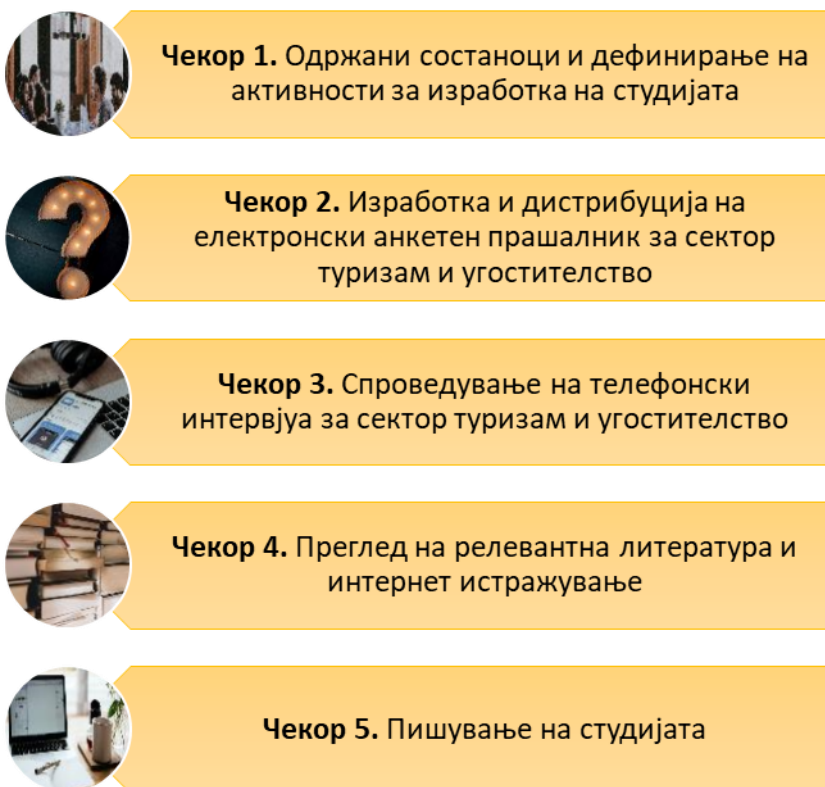 Чекор 1. Одржани состаноци и дефинирање на
активности за изработка на студијата
Чекор 2. Изработка и дистрибуција на
електронски анкетен прашалник за сектор
туризам и угостителство
Чекор 3. Спроведување на телефонски
интервјуа за сектор туризам и угостителство
Чекор 4. Преглед на релевантна литература и
интернет истражување
Чекор 5. Пишување на студијата